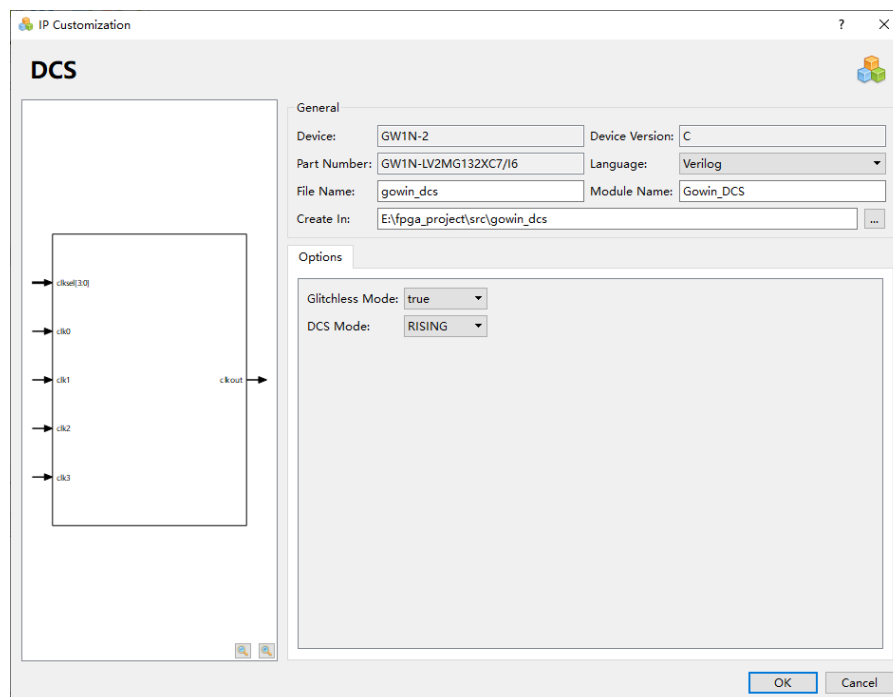 IP Customization
DCS
General
Device: GW1N-2 Device Version: C
Part Number: GW1N-LV2MG132XC7/I6 Language: Verilog
File Name: gowin_dcs Module Name: Gowin_DCS
Create In: E:\fpga_project\src\gowin_dcs ...
Options
Glitchless Mode: true
DCS Mode: RISING
clksel[3:0]
clk0
clk1 clkout
clk2
clk3
OK Cancel